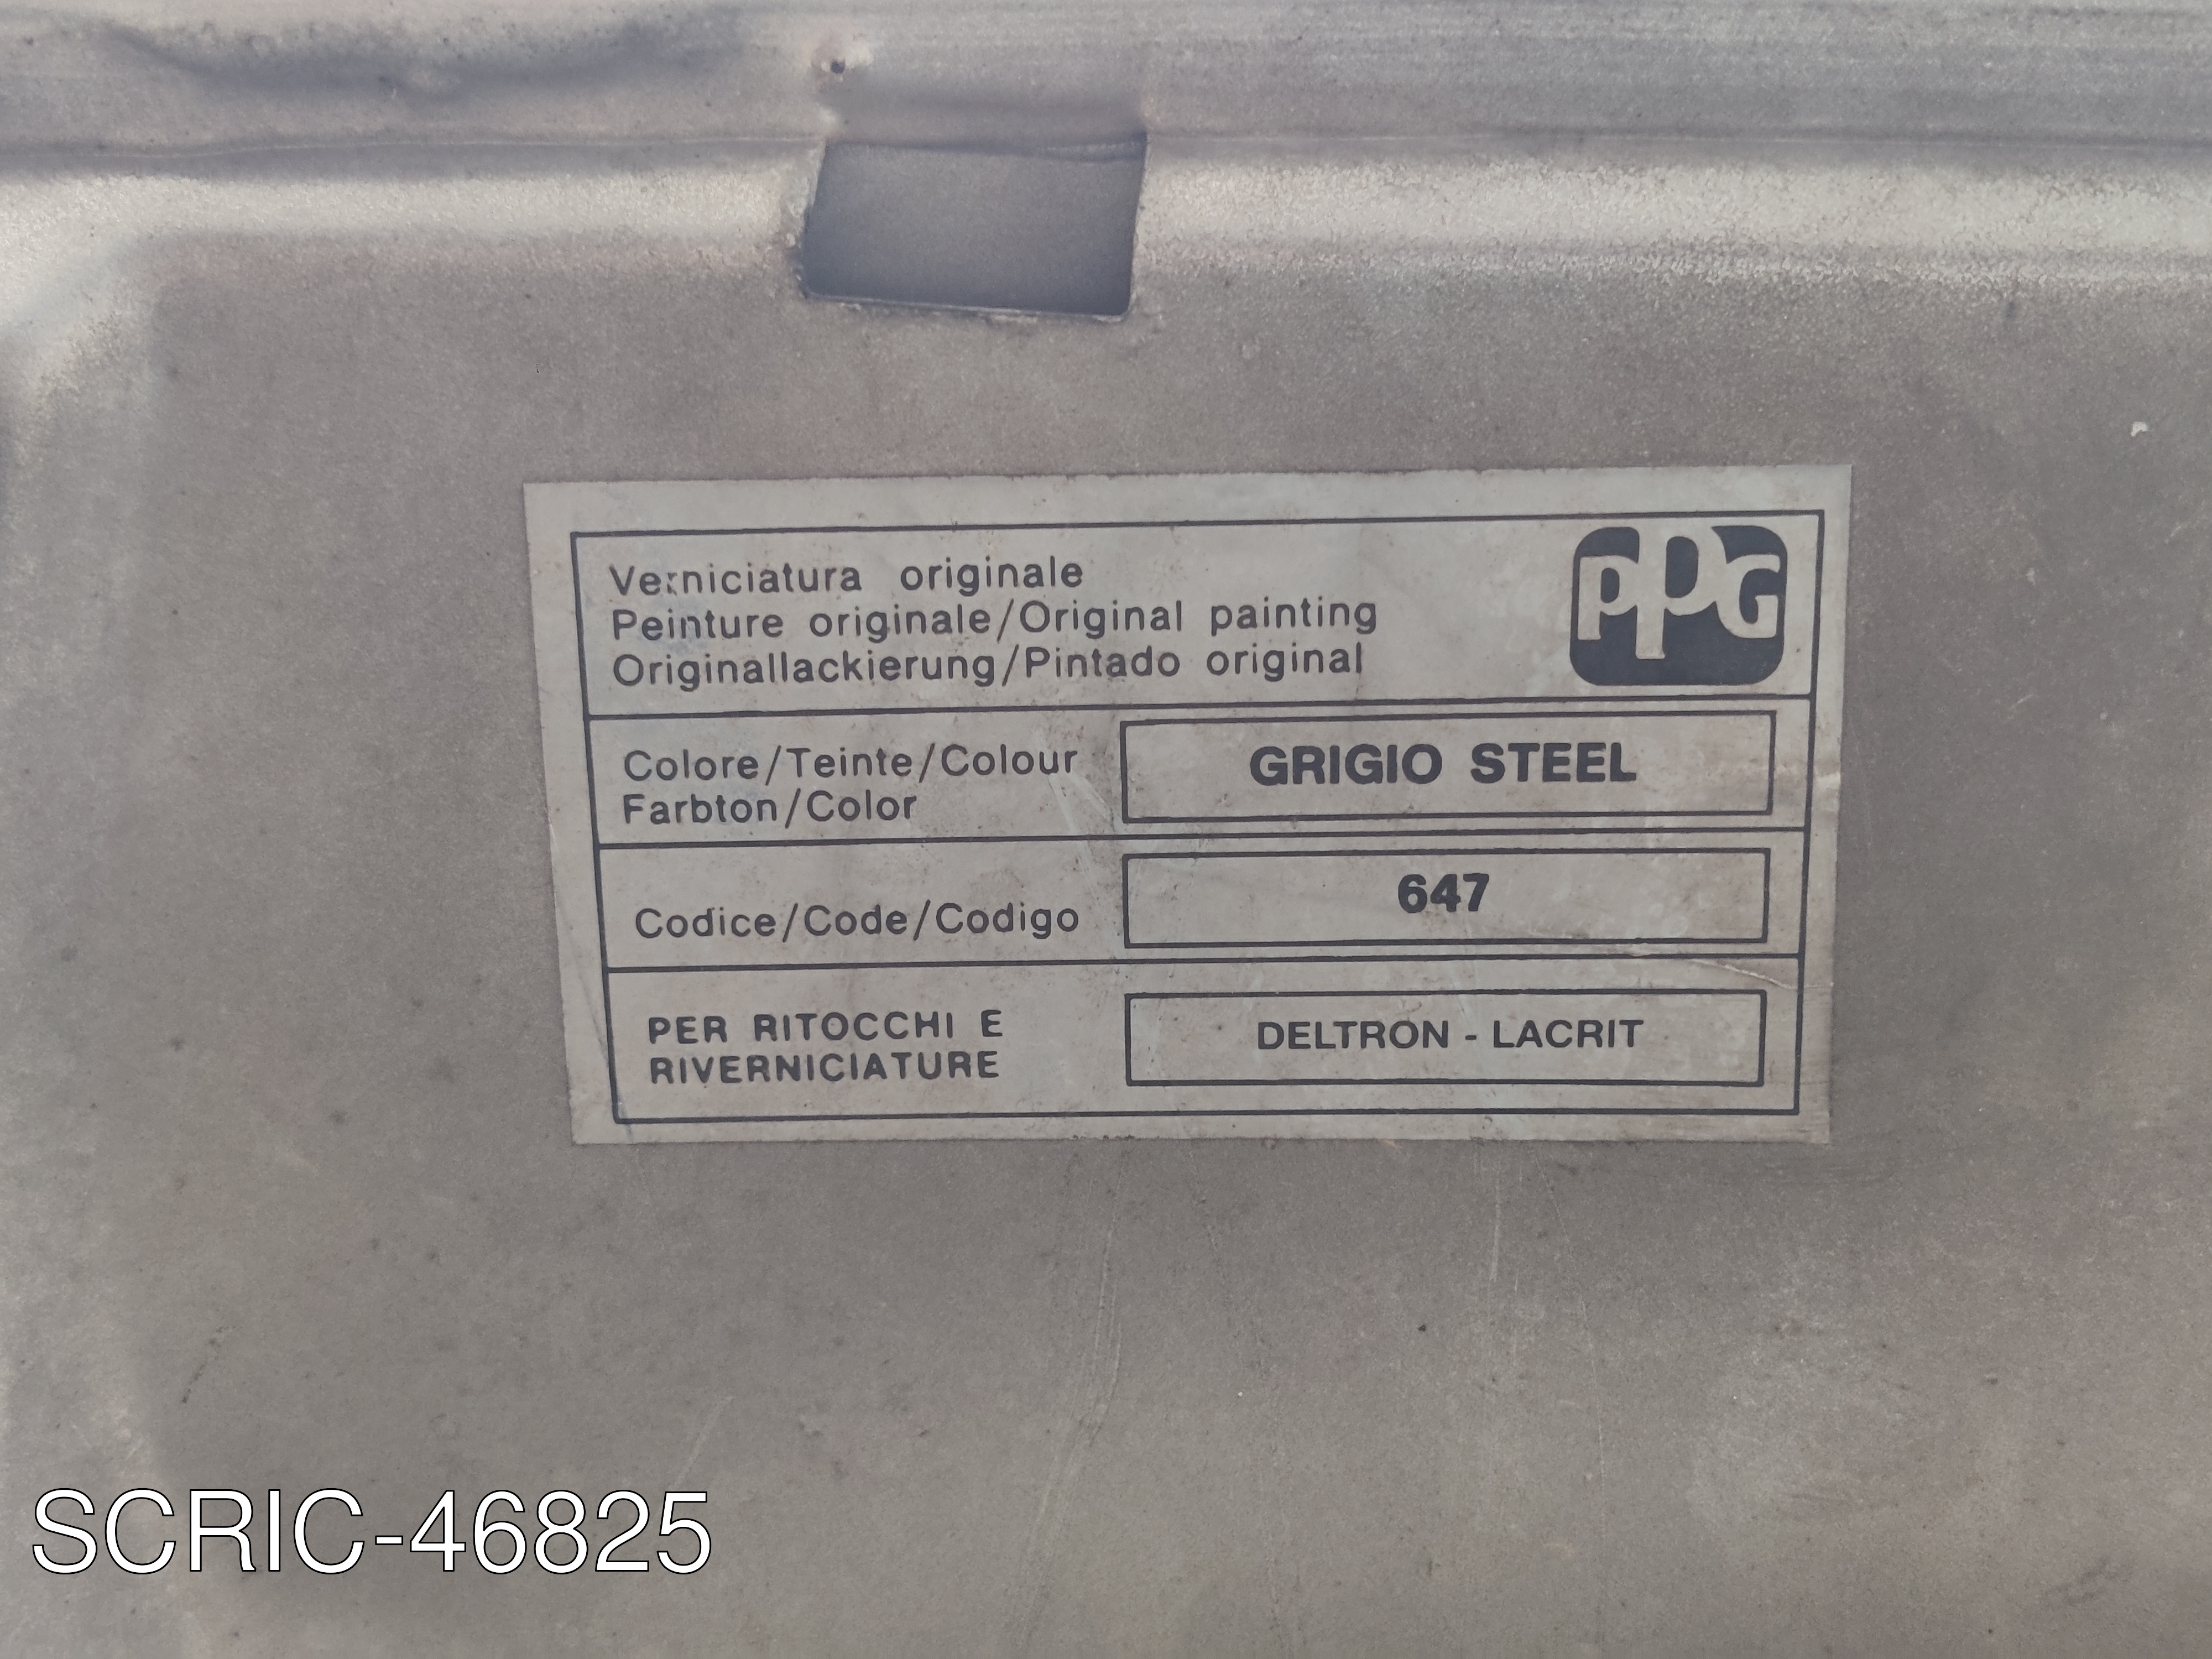 Verniciatura originale
Peinture originale/Original painting
Originallackierung/Pintado original
PPG
Colore/Teinte/Colour
Farbton/Color
GRIGIO STEEL
Codice/Code/Codigo
647
PER RITOCCHI E
RIVERNICIATURE
DELTRON - LACRIT
SCRIC-46825